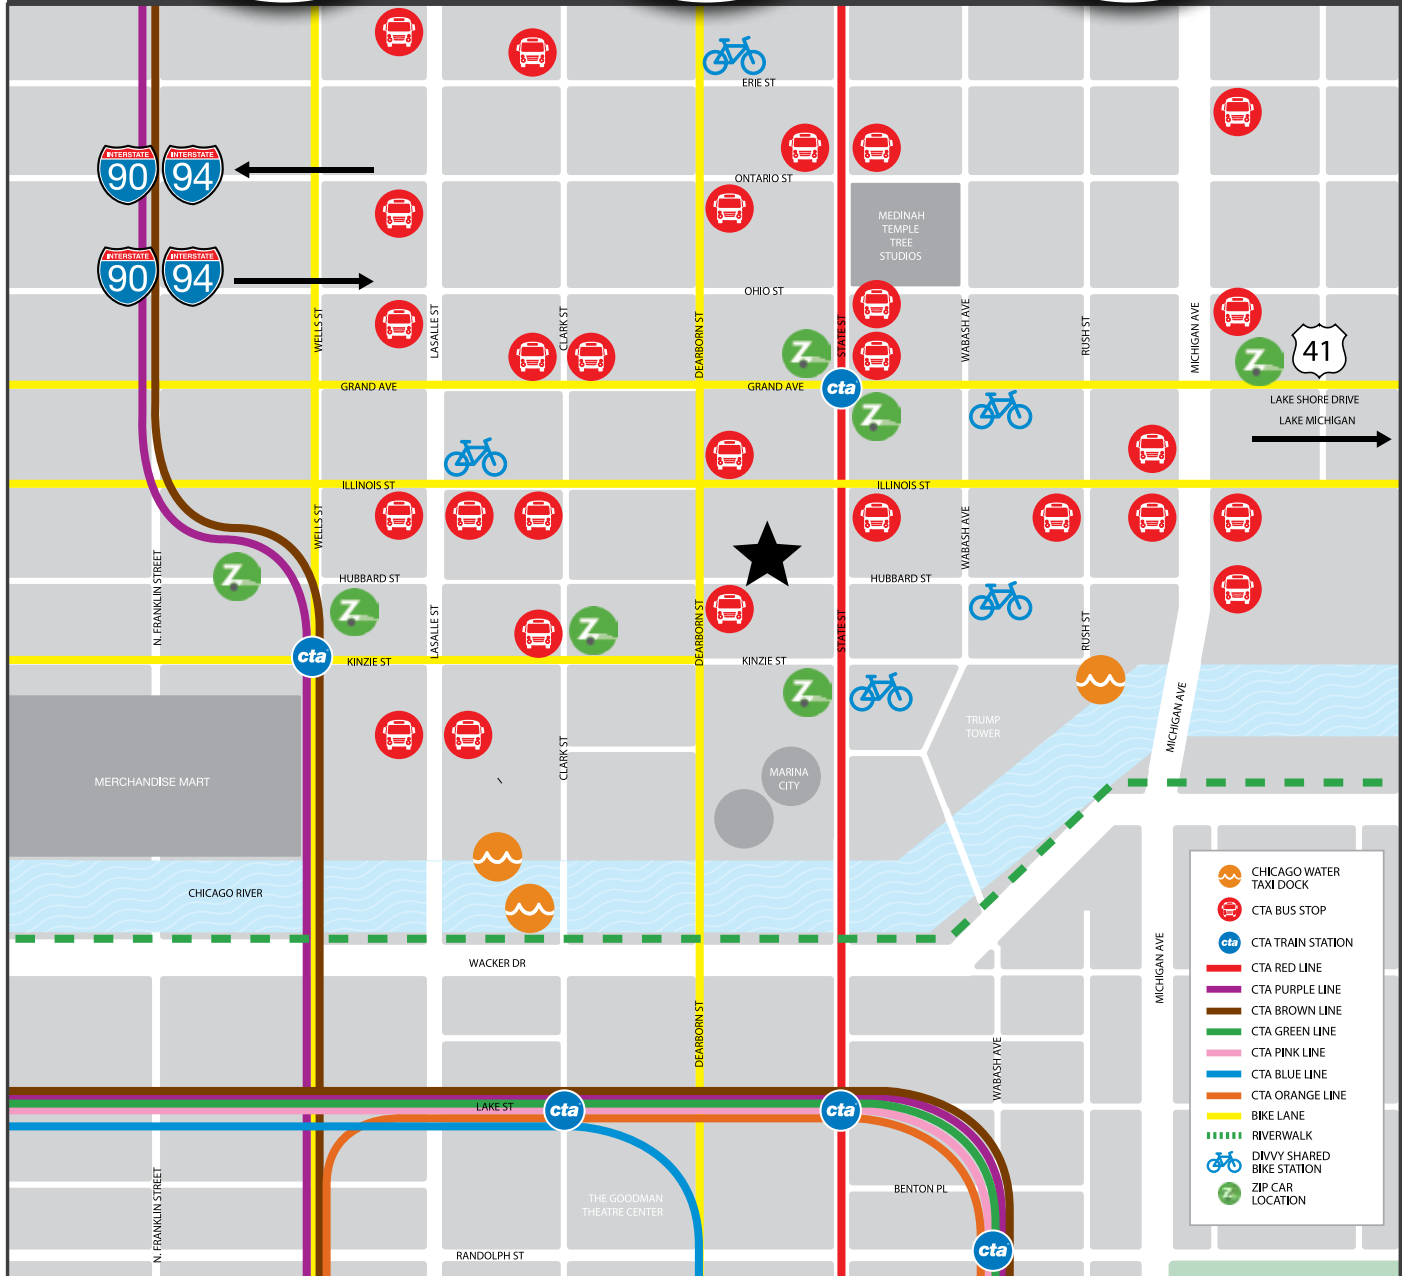 ERIE ST
INTERSTATE
90
INTERSTATE
94
ONTARIO ST
MEDINAH
TEMPLE
TREE
STUDIOS
INTERSTATE
90
INTERSTATE
94
OHIO ST
WELLS ST
LASALLE ST
CLARK ST
DEARBORN ST
STATE ST
WABASH AVE
RUSH ST
MICHIGAN AVE
41
Z
Z
GRAND AVE
GRAND AVE
cta
LAKE SHORE DRIVE
LAKE MICHIGAN
Z
ILLINOIS ST
ILLINOIS ST
WELLS ST
WABASH AVE
N. FRANKLIN STREET
Z
HUBBARD ST
HUBBARD ST
Z
LASALLE ST
Z
DEARBORN ST
STATE ST
RUSH ST
cta
KINZIE ST
KINZIE ST
Z
MICHIGAN AVE
TRUMP
TOWER
CLARK ST
MERCHANDISE MART
MARINA
CITY
CHICAGO RIVER
WACKER DR
MICHIGAN AVE
DEARBORN ST
WABASH AVE
LAKE ST
cta
cta
N. FRANKLIN STREET
THE GOODMAN
THEATRE CENTER
BENTON PL
RANDOLPH ST
cta
CHICAGO WATER
TAXI DOCK
CTA BUS STOP
cta
CTA TRAIN STATION
CTA RED LINE
CTA PURPLE LINE
CTA BROWN LINE
CTA GREEN LINE
CTA PINK LINE
CTA BLUE LINE
CTA ORANGE LINE
BIKE LANE
RIVERWALK
DIVVY SHARED
BIKE STATION
Z
ZIP CAR
LOCATION